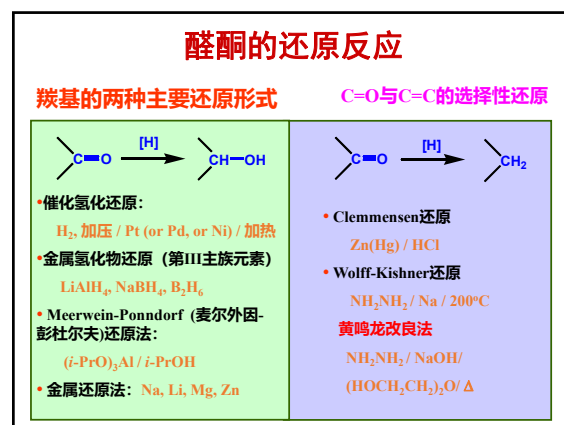 醛酮的还原反应
羰基的两种主要还原形式
C=O与C=C的选择性还原
C=O [H] CH—OH
•催化氢化还原:
H₂, 加压 / Pt (or Pd, or Ni) / 加热
•金属氢化物还原（第III主族元素）
LiAlH₄, NaBH₄, B₂H₆
• Meerwein-Ponndorf (麦尔外因-
彭杜尔夫)还原法:
(i-PrO)₃Al / i-PrOH
• 金属还原法: Na, Li, Mg, Zn
C=O [H] CH₂
• Clemmensen还原
Zn(Hg) / HCl
• Wolff-Kishner还原
NH₂NH₂ / Na / 200°C
黄鸣龙改良法
NH₂NH₂ / NaOH/
(HOCH₂CH₂)₂O/ Δ